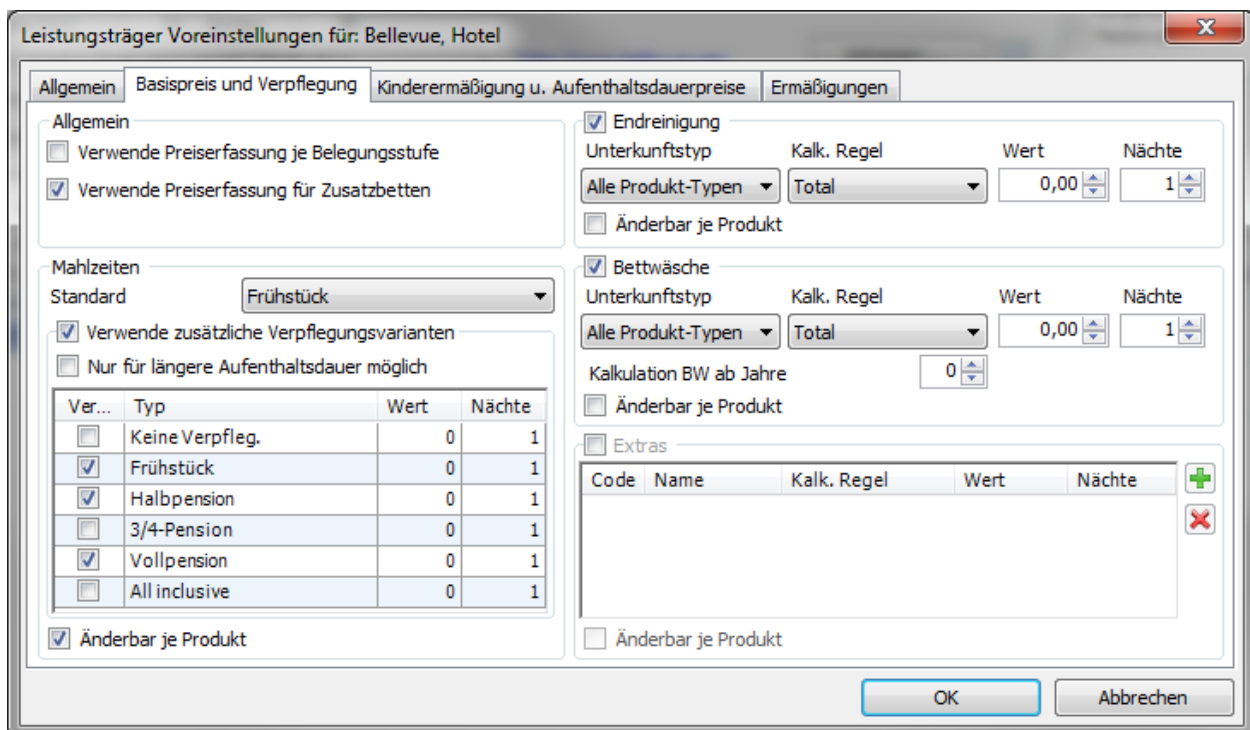 Leistungsträger Voreinstellungen für: Bellevue, Hotel
Allgemein Basispreis und Verpflegung Kinderermäßigung u. Aufenthaltsdauerpreise Ermäßigungen
Allgemein
Verwende Preiserfassung je Belegungsstufe
Verwende Preiserfassung für Zusatzbetten
Mahlzeiten
Standard Frühstück
Verwende zusätzliche Verpflegungsvarianten
Nur für längere Aufenthaltsdauer möglich
Ver... Typ Wert Nächte
Keine Verpfleg. 0 1
Frühstück 0 1
Halbpension 0 1
3/4-Pension 0 1
Vollpension 0 1
All inclusive 0 1
Änderbar je Produkt
Endreinigung
Unterkunftstyp Kalk. Regel Wert Nächte
Alle Produkt-Typen Total 0,00 1
Änderbar je Produkt
Bettwäsche
Unterkunftstyp Kalk. Regel Wert Nächte
Alle Produkt-Typen Total 0,00 1
Kalkulation BW ab Jahre 0
Änderbar je Produkt
Extras
Code Name Kalk. Regel Wert Nächte
Änderbar je Produkt
OK Abbrechen